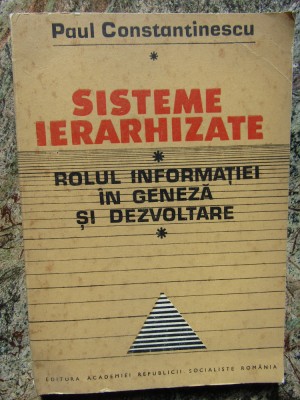 Paul Constantinescu
*
SISTEME
IERARHIZATE
*
ROLUL INFORMAȚIEI
ÎN GENEZĂ
ȘI DEZVOLTARE
*
EDITURA ACADEMIEI REPUBLICII SOCIALISTE ROMÂNIA